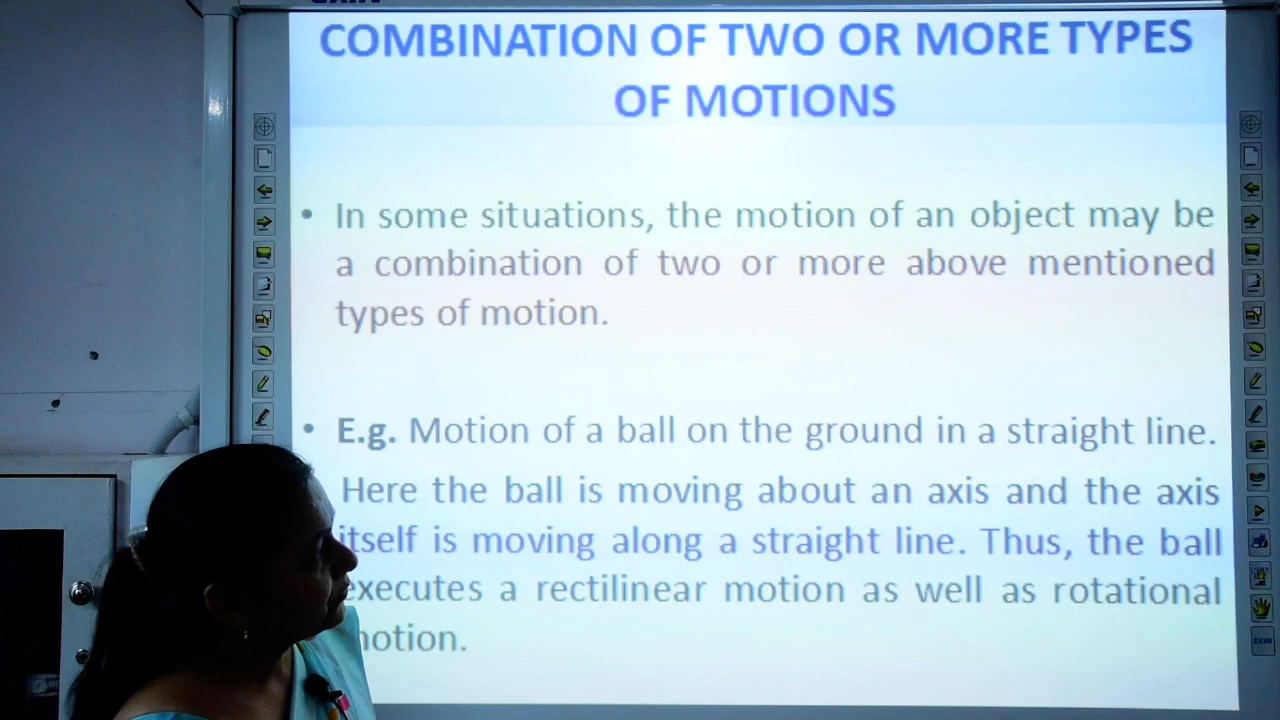 COMBINATION OF TWO OR MORE TYPES
OF MOTIONS
• In some situations, the motion of an object may be
a combination of two or more above mentioned
types of motion.
• E.g. Motion of a ball on the ground in a straight line.
Here the ball is moving about an axis and the axis
itself is moving along a straight line. Thus, the ball
executes a rectilinear motion as well as rotational
motion.